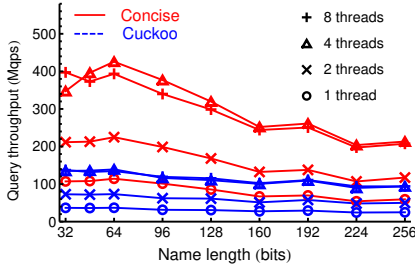 Concise
Cuckoo
8 threads
4 threads
2 threads
1 thread
Query throughput (Mqps)
500
400
300
200
100
0
32 64 96 128 160 192 224 256
Name length (bits)